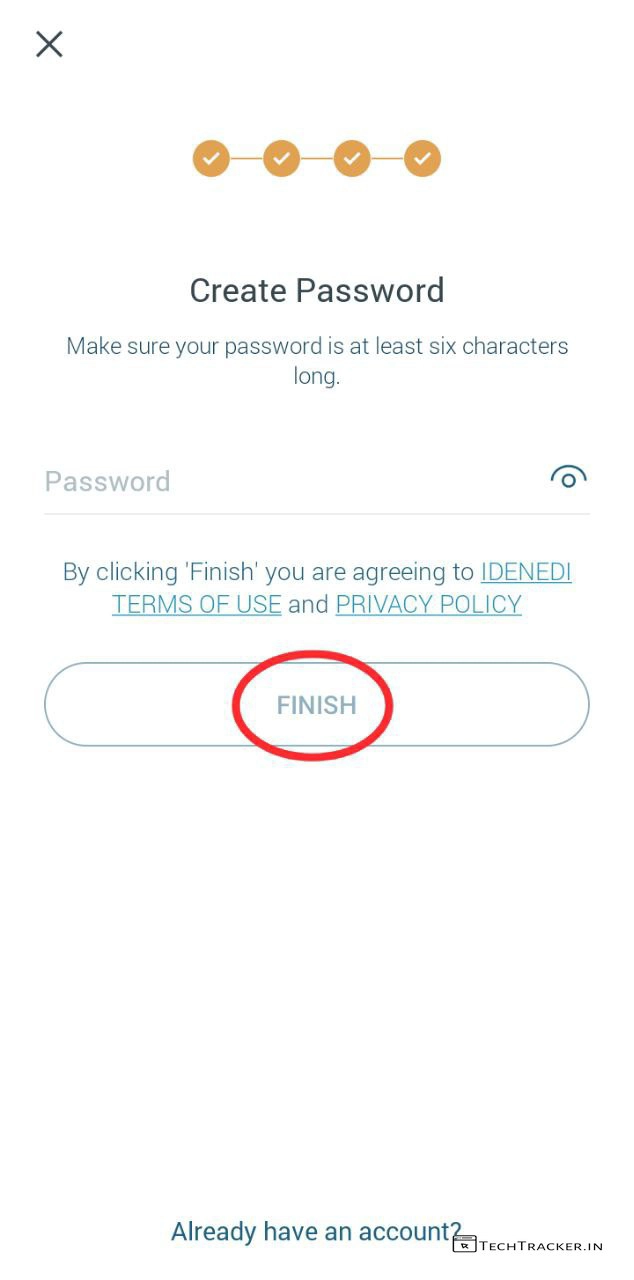 Create Password
Make sure your password is at least six characters
long.
Password
By clicking 'Finish' you are agreeing to IDENEDI
TERMS OF USE and PRIVACY POLICY
FINISH
Already have an account?
TECHTRACKER.IN